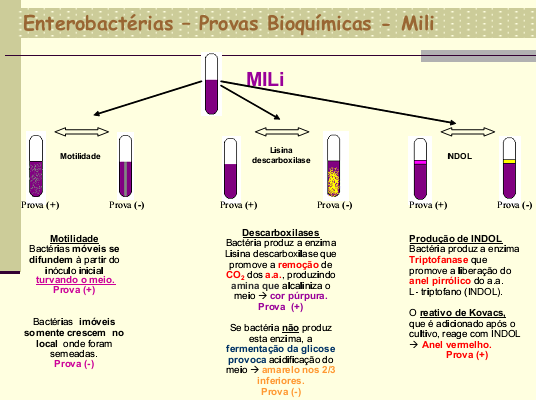 Enterobactérias – Provas Bioquímicas - Mili
MILi
Motilidade
Prova (+)
Prova (-)
Lisina
descarboxilase
Prova (+)
Prova (-)
INDOL
Prova (+)
Prova (-)
Motilidade
Bactérias móveis se
difundem à partir do
inóculo inicial
turvando o meio.
Prova (+)
Bactérias imóveis
somente crescem no
local onde foram
semeadas.
Prova (-)
Descarboxilases
Bactéria produz a enzima
Lisina descarboxilase que
promove a remoção de
CO2 dos a.a., produzindo
amina que alcaliniza o
meio → cor púrpura.
Prova (+)
Se bactéria não produz
esta enzima, a
fermentação da glicose
provoca acidificação do
meio → amarelo nos 2/3
inferiores.
Prova (-)
Produção de INDOL
Bactéria produz a enzima
Triptofanase que
promove a liberação do
anel pirrólico do a.a.
L- triptofano (INDOL).
O reativo de Kovacs,
que é adicionado após o
cultivo, reage com INDOL
→ Anel vermelho.
Prova (+)